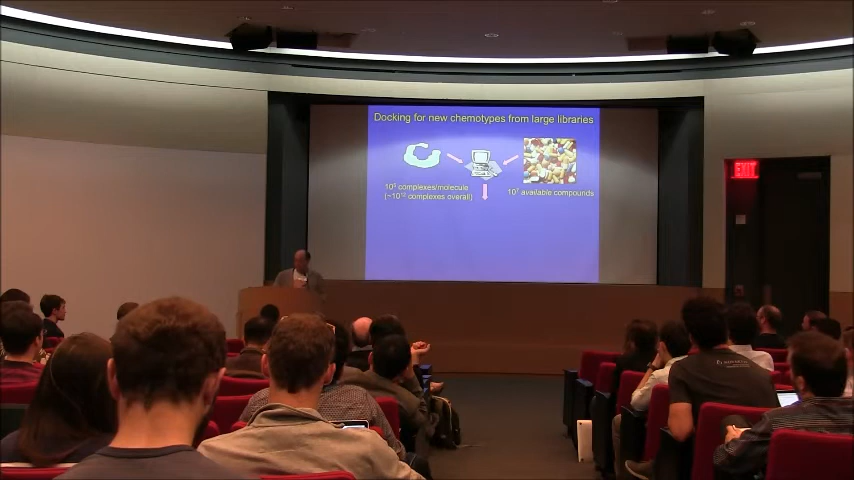 Docking for new chemotypes from large libraries
10⁵ complexes/molecule
(~10¹² complexes overall)
10⁷ available compounds
EXIT